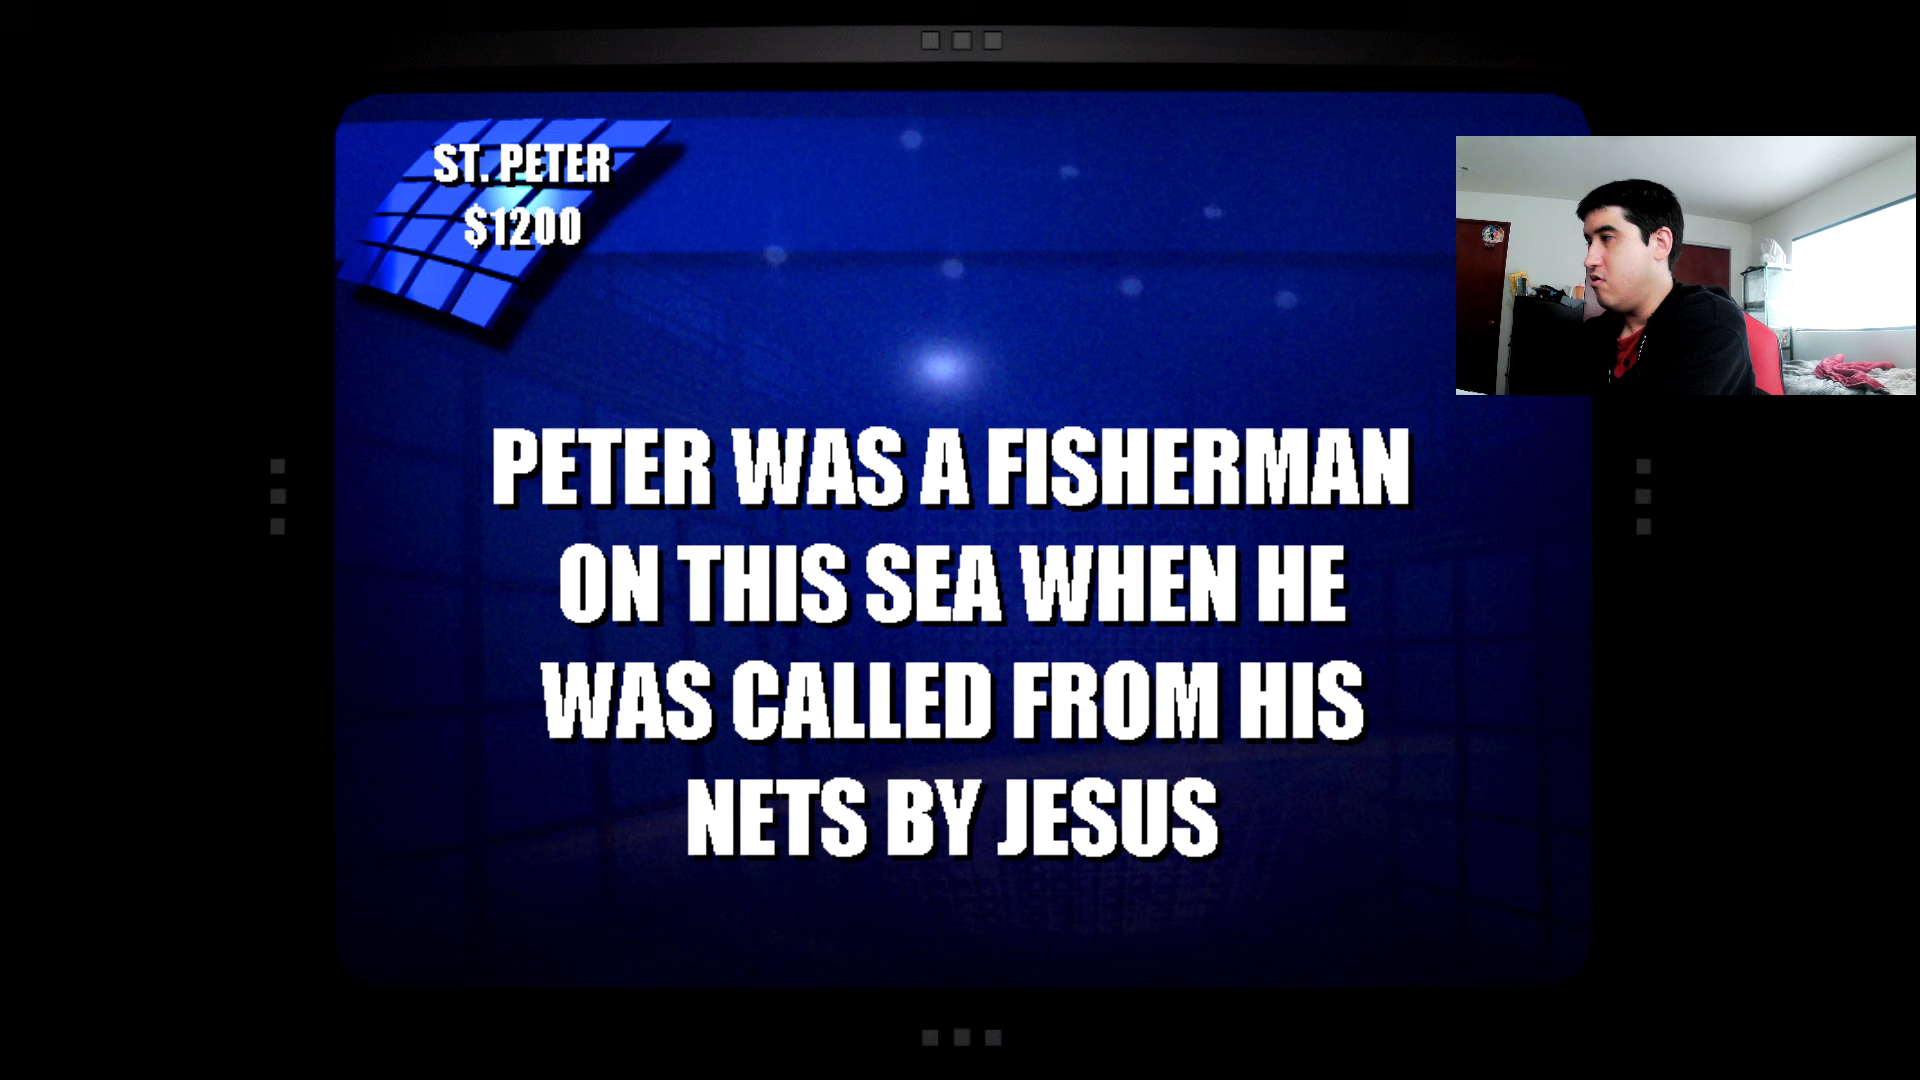 ST. PETER
$1200
PETER WAS A FISHERMAN
ON THIS SEA WHEN HE
WAS CALLED FROM HIS
NETS BY JESUS